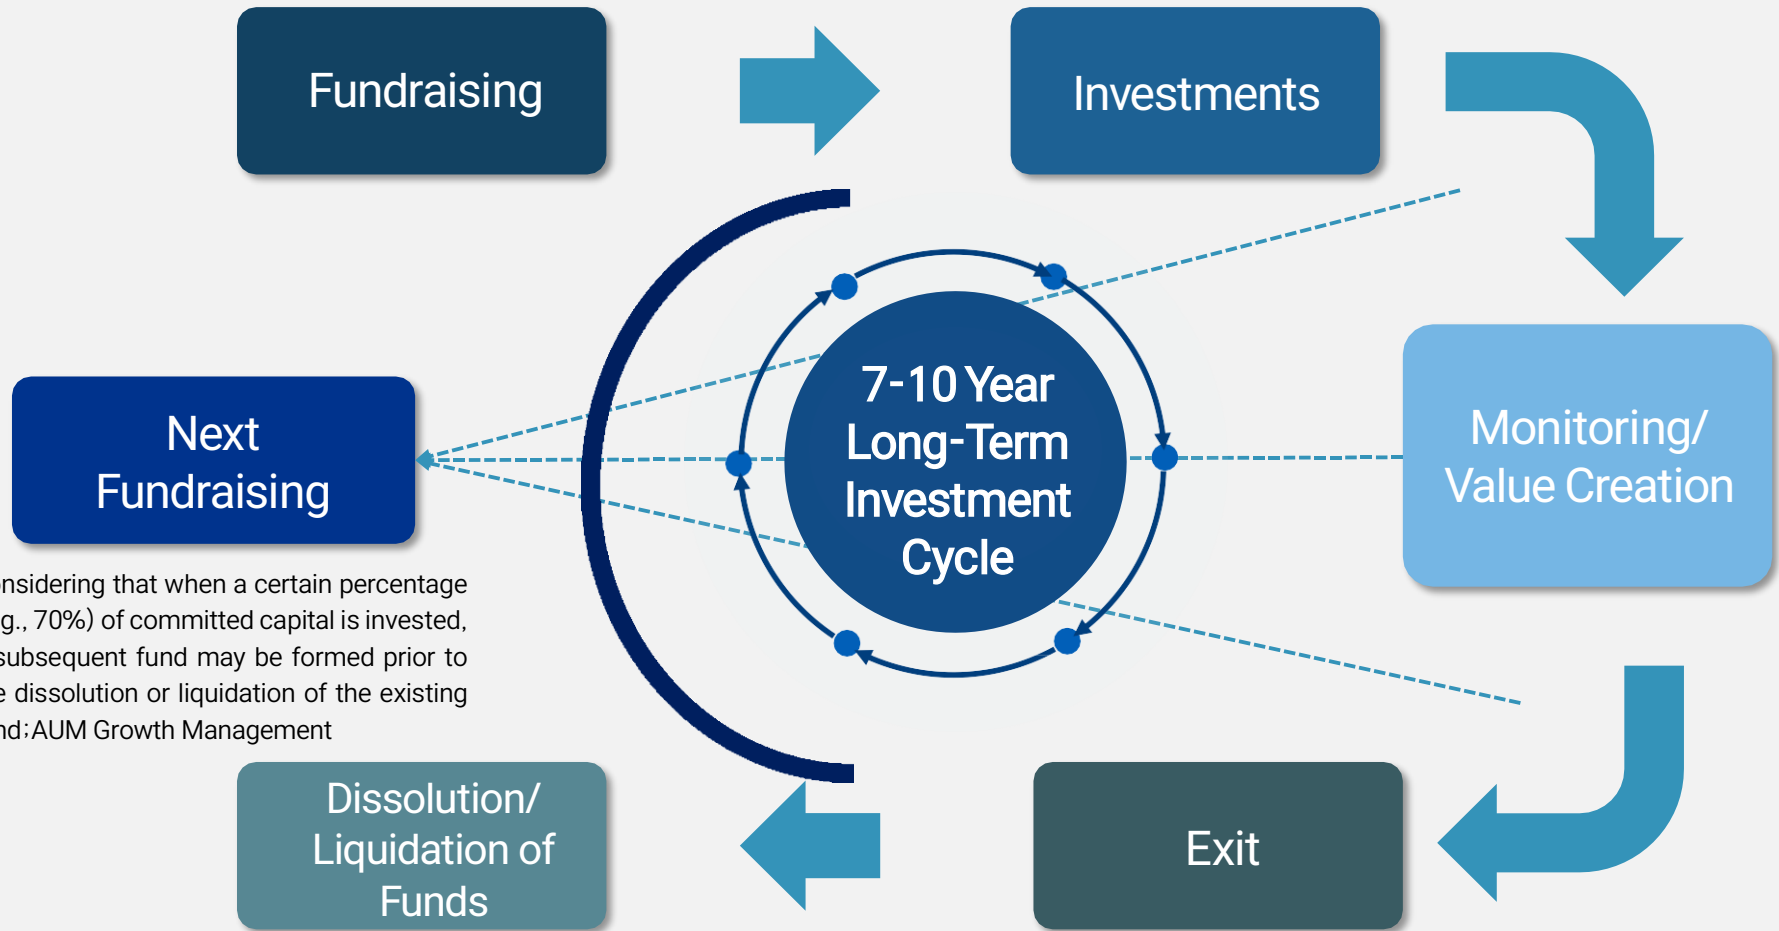 Fundraising
Investments
7-10 Year
Long-Term
Investment
Cycle
Next
Fundraising
Monitoring/
Value Creation
that when a certain percentage
70%) of committed capital is invested,
subsequent fund may be formed prior to
dissolution or liquidation of the existing
AUM Growth Management
Dissolution/
Liquidation of
Funds
Exit